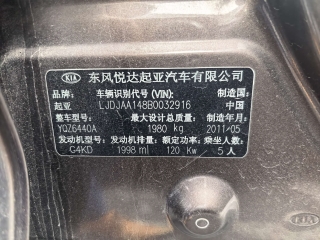 KIA 东风悦达起亚汽车有限公司
车辆识别代号 (VIN): 制造国:
起亚 LJDJAA148B0032916 中国
整车型号: 最大设计总质量: 制造年月:
YQZ6440A 1980 kg 2011/05
发动机型号: 发动机排量: 额定功率: 乘坐人数:
G4KD 1998 ml 120 Kw 5 人
KIA